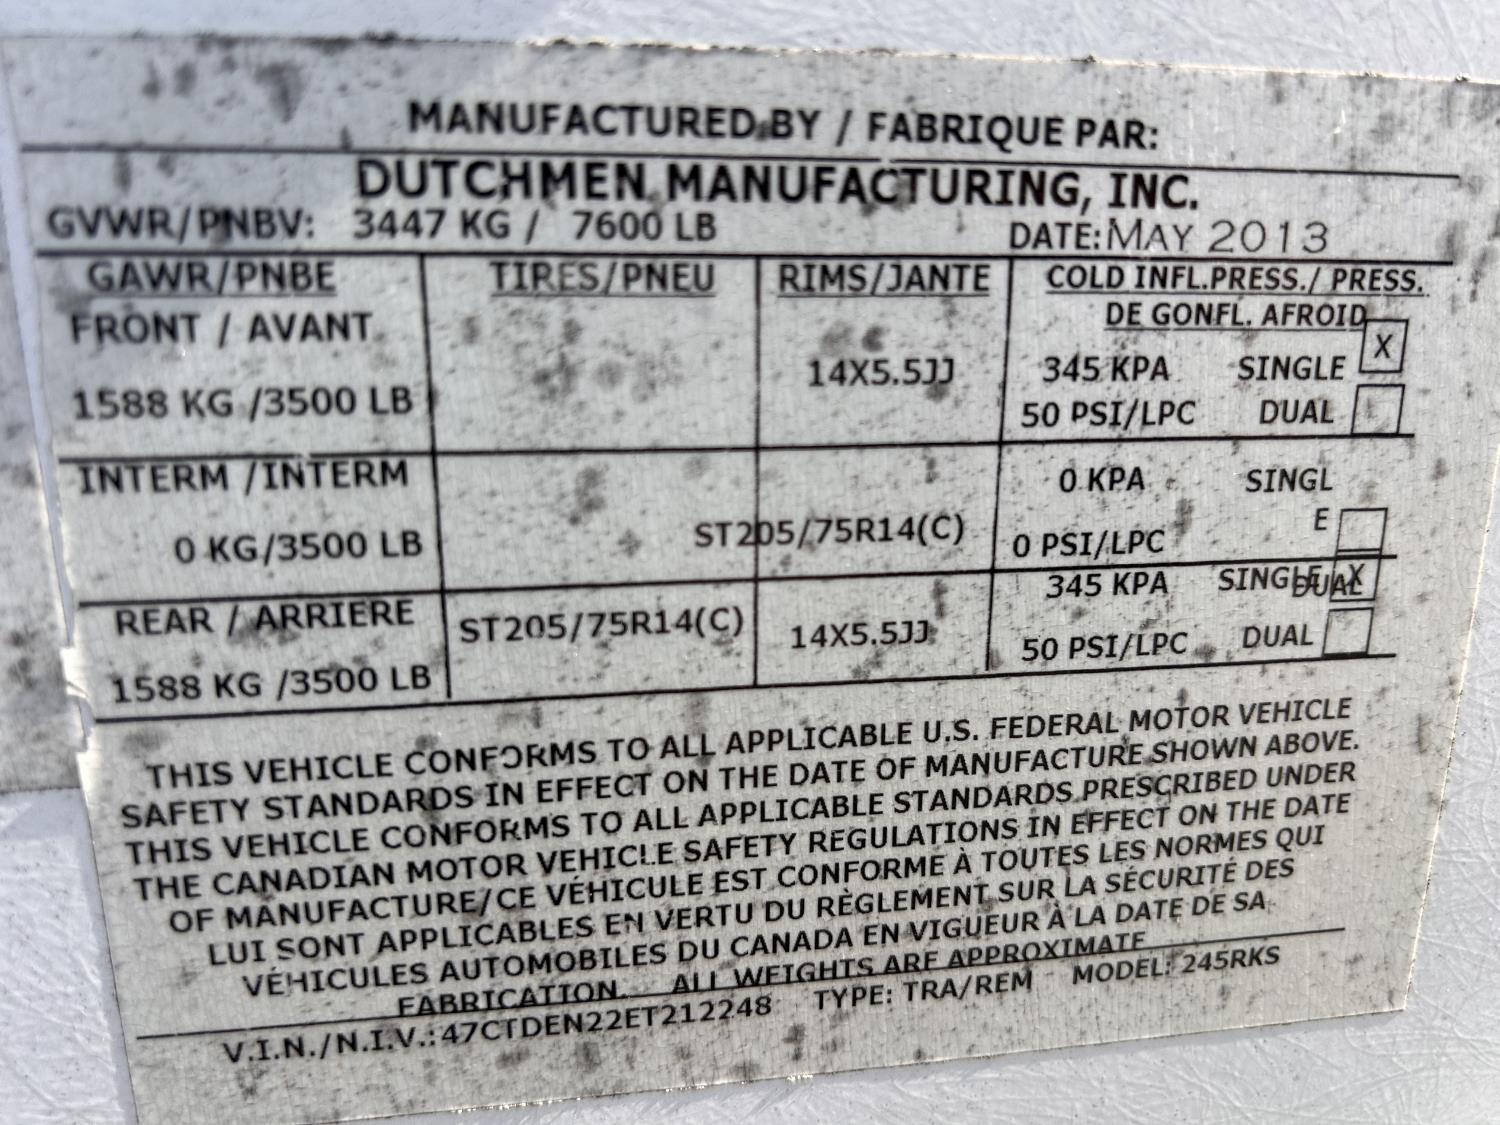 MANUFACTURED BY / FABRIQUE PAR:
DUTCHMEN MANUFACTURING, INC.
GVWR/PNBV: 3447 KG / 7600 LB DATE: MAY 2013
GAWR/PNBE TIRES/PNEU RIMS/JANTE COLD INFL.PRESS./ PRESS.
FRONT / AVANT DE GONFL. AFROID
14X5.5JJ 345 KPA SINGLE X
1588 KG /3500 LB 50 PSI/LPC DUAL
INTERM /INTERM 0 KPA SINGL
ST205/75R14(C) E
0 KG/3500 LB 0 PSI/LPC
DUAL
REAR / ARRIERE 345 KPA SINGLE X
ST205/75R14(C) 14X5.5JJ 50 PSI/LPC DUAL
1588 KG /3500 LB
THIS VEHICLE CONFORMS TO ALL APPLICABLE U.S. FEDERAL MOTOR VEHICLE
SAFETY STANDARDS IN EFFECT ON THE DATE OF MANUFACTURE SHOWN ABOVE.
THIS VEHICLE CONFORMS TO ALL APPLICABLE STANDARDS PRESCRIBED UNDER
THE CANADIAN MOTOR VEHICLE SAFETY REGULATIONS IN EFFECT ON THE DATE
OF MANUFACTURE/CE VÉHICULE EST CONFORME À TOUTES LES NORMES QUI
LUI SONT APPLICABLES EN VERTU DU RÈGLEMENT SUR LA SÉCURITÉ DES
VÉHICULES AUTOMOBILES DU CANADA EN VIGUEUR À LA DATE DE SA
FABRICATION. ALL WEIGHTS ARE APPROXIMATE
V.I.N./N.I.V.: 47CTDEN22ET212248 TYPE: TRA/REM MODEL: 245RKS